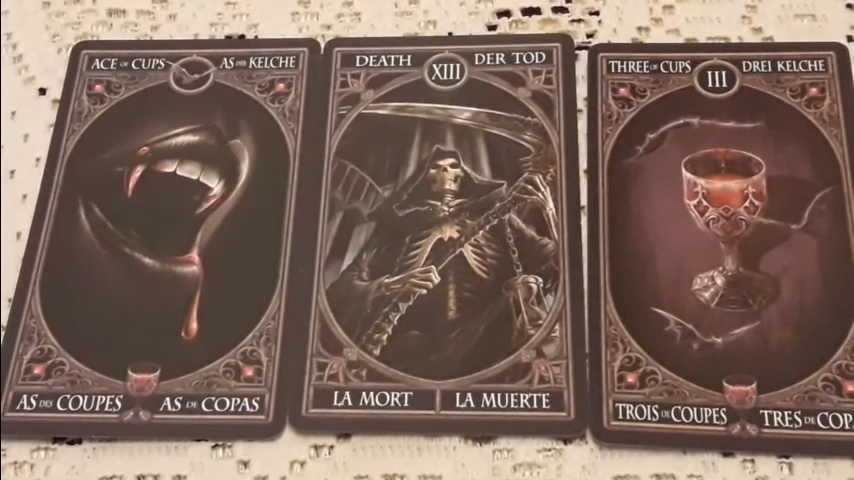 ACE OF CUPS AS DER KELCHE
AS DES COUPES AS DE COPAS
DEATH XIII DER TOD
LA MORT LA MUERTE
THREE OF CUPS III DREI KELCHE
TROIS DE COUPES TRES DE COPA